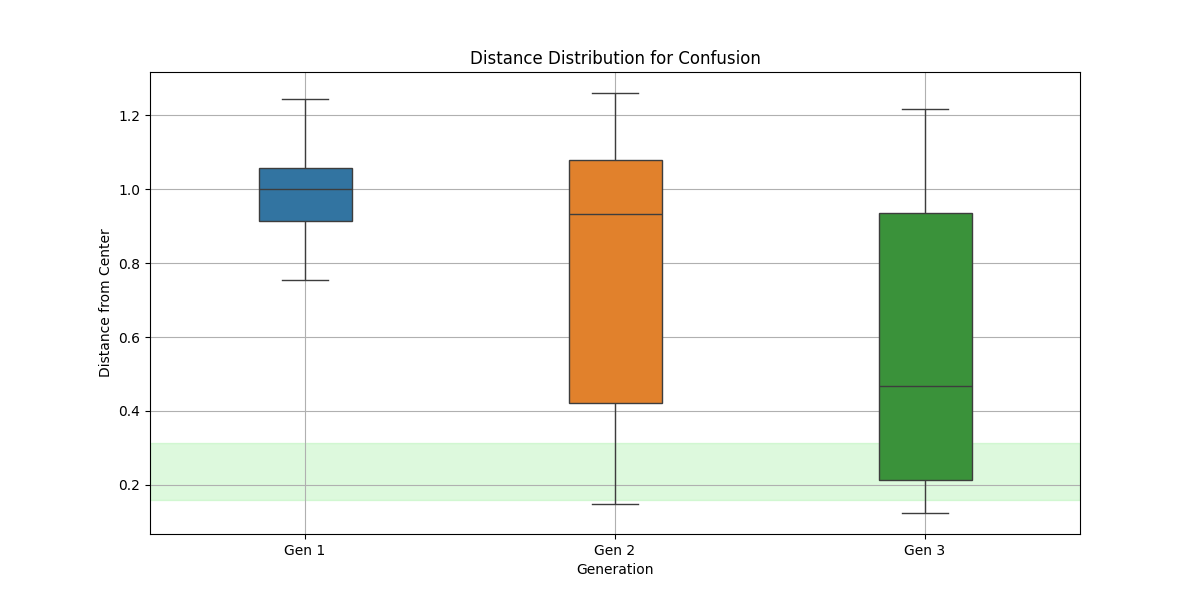 Distance Distribution for Confusion
Distance from Center
1.2
1.0
0.8
0.6
0.4
0.2
Gen 1
Gen 2
Gen 3
Generation